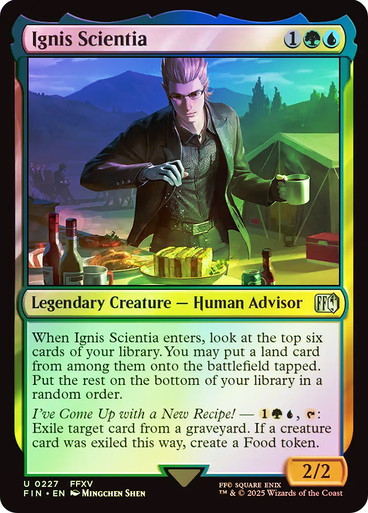 Ignis Scientia 1
Legendary Creature — Human Advisor FFXV
When Ignis Scientia enters, look at the top six
cards of your library. You may put a land card
from among them onto the battlefield tapped.
Put the rest on the bottom of your library in a
random order.
I've Come Up with a New Recipe! — 1, :
Exile target card from a graveyard. If a creature
card was exiled this way, create a Food token.
2/2
U 0227 FFXV
FIN • EN Mingchen Shen
FF© SQUARE ENIX
™ & © 2025 Wizards of the Coast